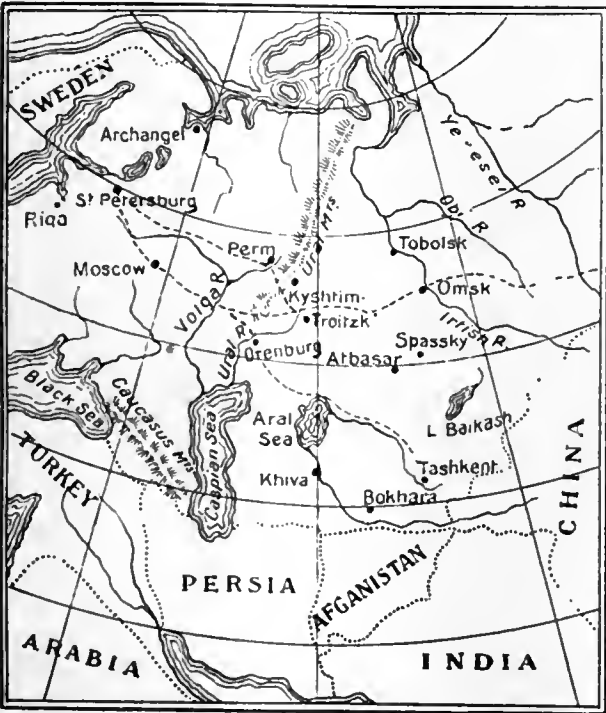 SWEDEN
Archangel
St Petersburg
Riga
Moscow
Perm
Volga R.
Ural Mts
Kyshtim
Troitzk
Ural R.
Orenburg
Tobolsk
Ob. R
Omsk
Irtish R
Spassky
Atbasar
Black Sea
Caucasus Mts
Caspian Sea
Aral
Sea
L Balkash
Tashkent
Khiva
Bokhara
CHINA
TURKEY
PERSIA
AFGANISTAN
ARABIA
INDIA